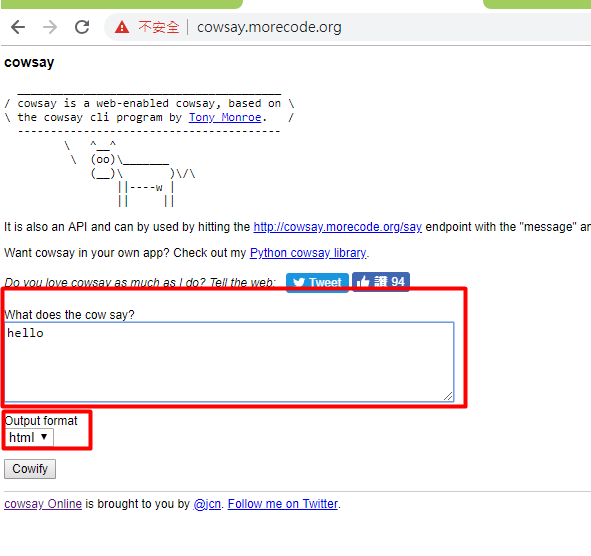 不安全 | cowsay.morecode.org
cowsay
 _______________________________________
/ cowsay is a web-enabled cowsay, based on \
\ the cowsay cli program by Tony Monroe.   /
 ---------------------------------------
         \   ^__^
          \  (oo)\_______
             (__)\       )\/\
                 ||----w |
                 ||     ||
It is also an API and can by used by hitting the http://cowsay.morecode.org/say endpoint with the "message" an
Want cowsay in your own app? Check out my Python cowsay library.
Do you love cowsay as much as I do? Tell the web: Tweet 讚 94
What does the cow say?
hello
Output format
html
Cowify
cowsay Online is brought to you by @jcn. Follow me on Twitter.